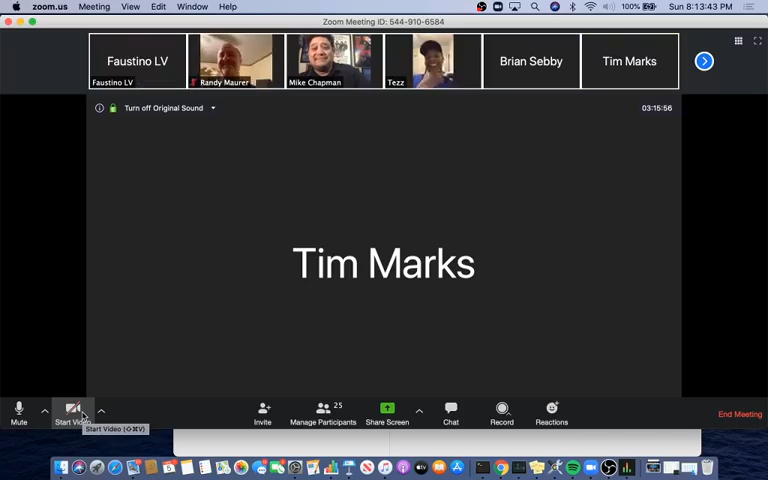 zoom.us Meeting View Edit Window Help 100% Sun 8:13:43 PM
Zoom Meeting ID: 544-910-6584
Faustino LV Brian Sebby Tim Marks
Faustino LV Randy Maurer Mike Chapman Tezz
Turn off Original Sound 03:15:56
Tim Marks
25
Mute Start Video Invite Manage Participants Share Screen Chat Record Reactions End Meeting
Start Video (⇧⌘V)